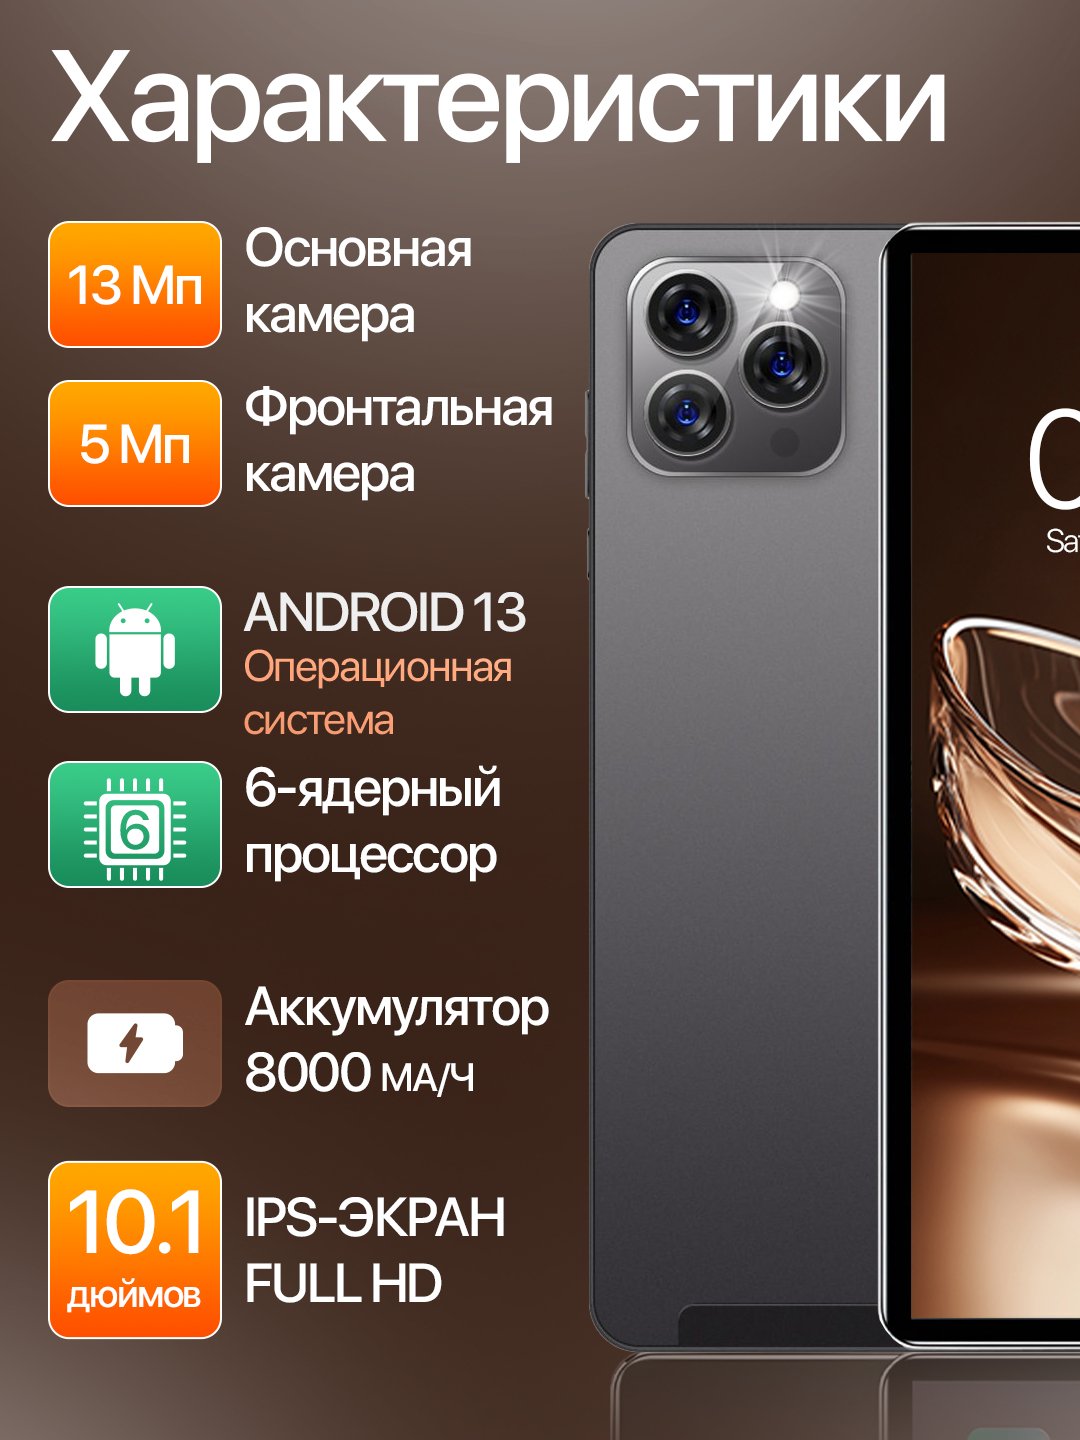 Характеристики
13 Мп
Основная
камера
5 Мп
Фронтальная
камера
ANDROID 13
Операционная
система
6
6-ядерный
процессор
Аккумулятор
8000 МА/Ч
10.1
дюймов
IPS-ЭКРАН
FULL HD
0
Sat